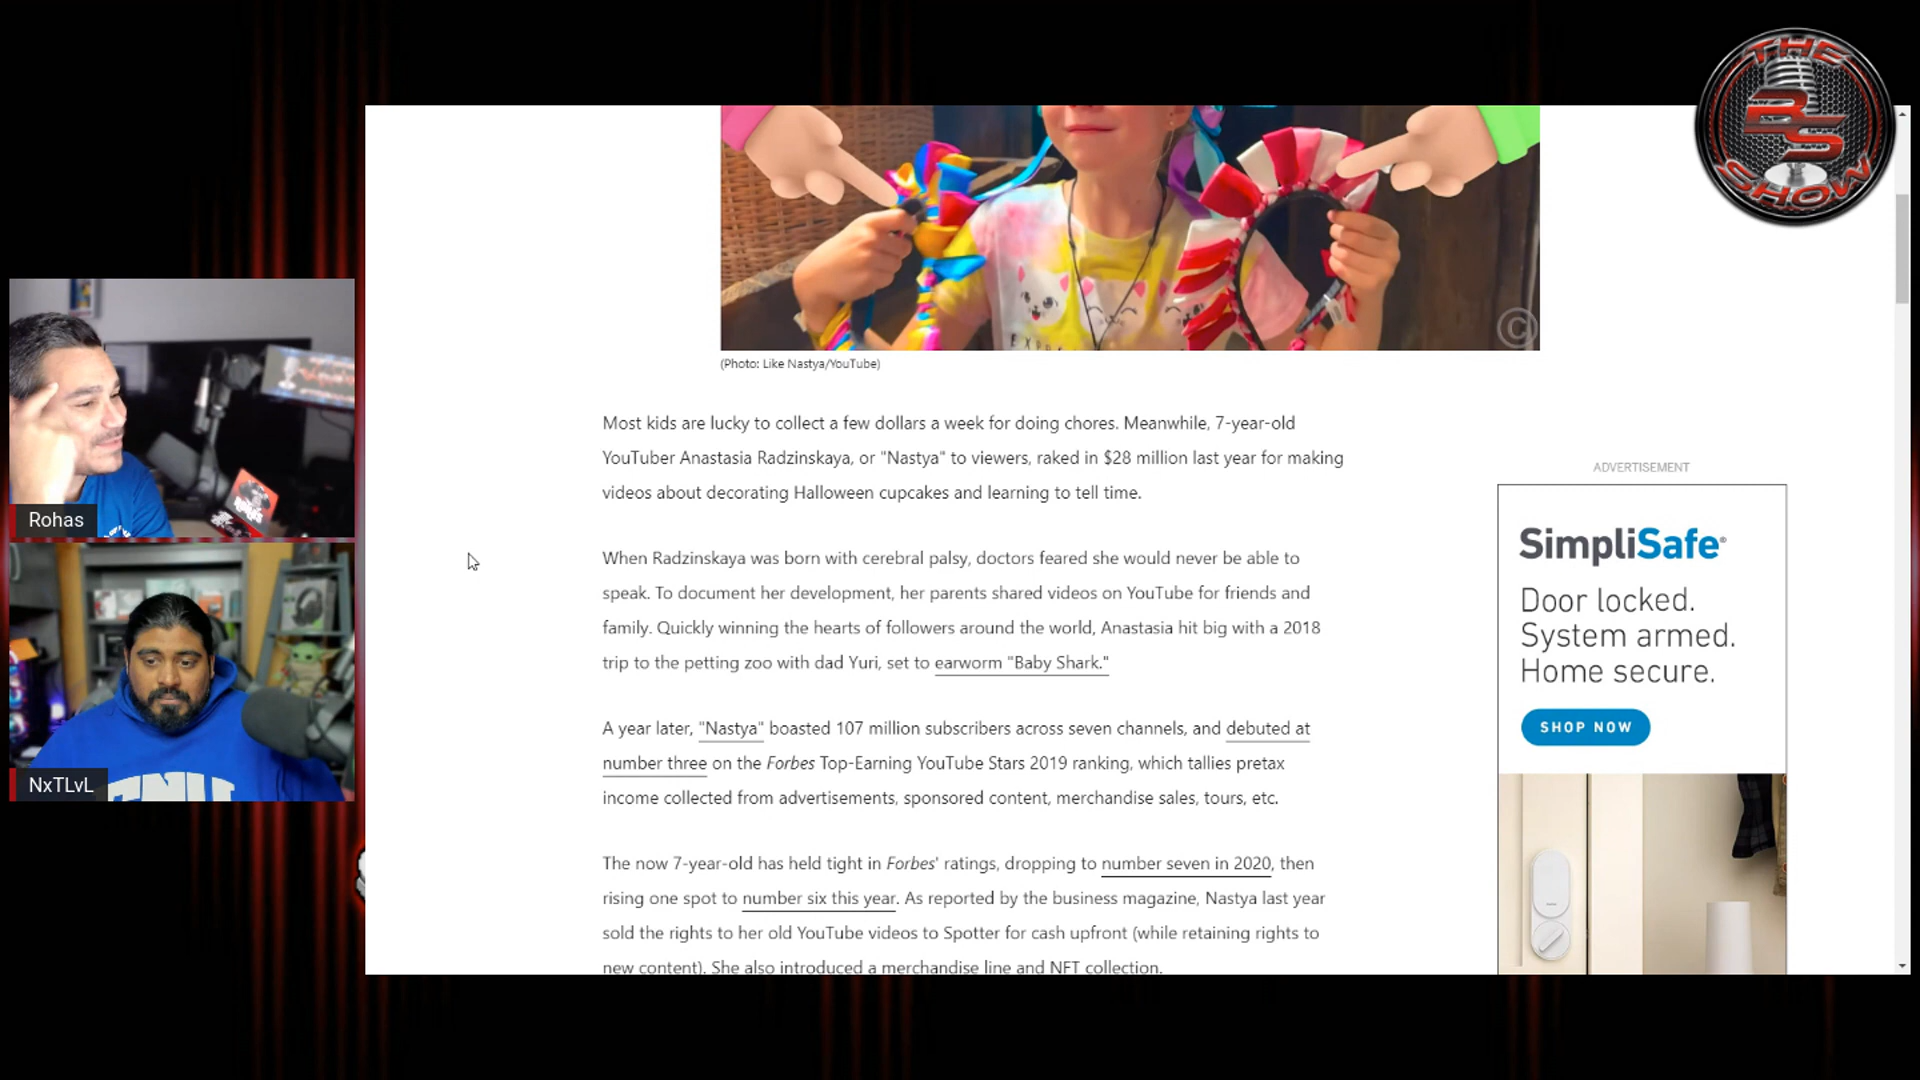 THE
BS
SHOW
EXP
©
(Photo: Like Nastya/YouTube)
Most kids are lucky to collect a few dollars a week for doing chores. Meanwhile, 7-year-old
YouTuber Anastasia Radzinskaya, or "Nastya" to viewers, raked in $28 million last year for making
videos about decorating Halloween cupcakes and learning to tell time.
When Radzinskaya was born with cerebral palsy, doctors feared she would never be able to
speak. To document her development, her parents shared videos on YouTube for friends and
family. Quickly winning the hearts of followers around the world, Anastasia hit big with a 2018
trip to the petting zoo with dad Yuri, set to earworm "Baby Shark."
A year later, "Nastya" boasted 107 million subscribers across seven channels, and debuted at
number three on the Forbes Top-Earning YouTube Stars 2019 ranking, which tallies pretax
income collected from advertisements, sponsored content, merchandise sales, tours, etc.
The now 7-year-old has held tight in Forbes' ratings, dropping to number seven in 2020, then
rising one spot to number six this year. As reported by the business magazine, Nastya last year
sold the rights to her old YouTube videos to Spotter for cash upfront (while retaining rights to
new content). She also introduced a merchandise line and NFT collection.
ADVERTISEMENT
SimpliSafe®
Door locked.
System armed.
Home secure.
SHOP NOW
Rohas
NxTLvL